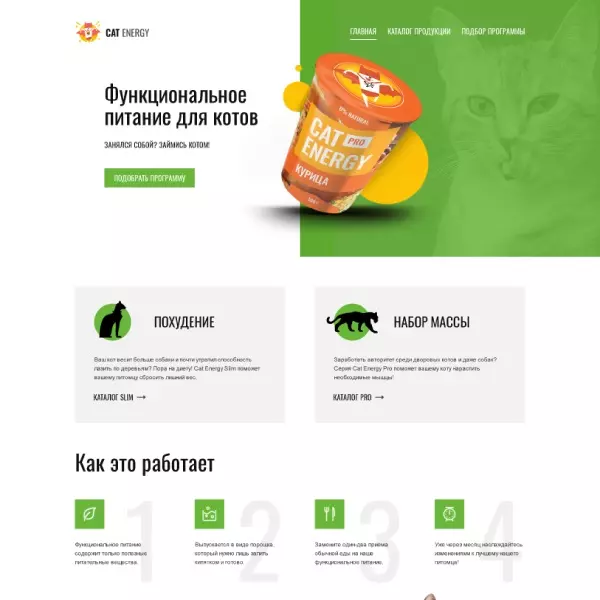 CAT ENERGY
ГЛАВНАЯ КАТАЛОГ ПРОДУКЦИИ ПОДБОР ПРОГРАММЫ
Функциональное
питание для котов
ЗАНЯЛСЯ СОБОЙ? ЗАЙМИСЬ КОТОМ!
ПОДОБРАТЬ ПРОГРАММУ
0% NATURAL
CAT PRO
ENERGY
КУРИЦА
ПОХУДЕНИЕ
Ваш кот весит больше собаки и почти утратил способность
лазить по деревьям? Пора на диету! Cat Energy Slim поможет
вашему питомцу сбросить лишний вес.
КАТАЛОГ SLIM →
НАБОР МАССЫ
Заработать авторитет среди дворовых котов и даже собак?
Серия Cat Energy Pro поможет вашему коту нарастить
необходимые мышцы!
КАТАЛОГ PRO →
Как это работает
1
Функциональное питание
содержит только полезные
питательные вещества.
2
Выпускается в виде порошка,
который нужно лишь залить
кипятком и готово.
3
Замените один-два приема
обычной еды на наше
функциональное питание.
4
Уже через месяц наслаждайтесь
изменениями к лучшему вашего
питомца!